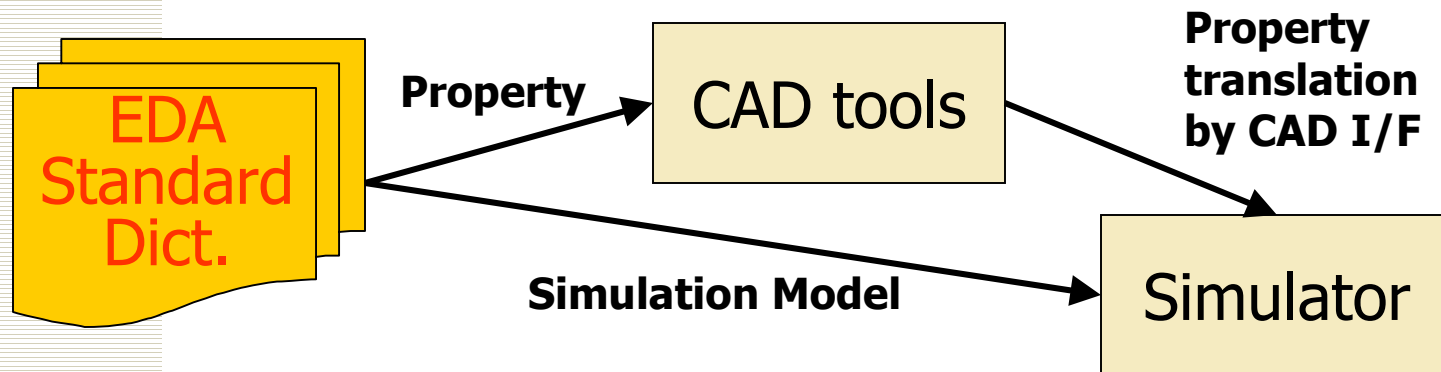 EDA
Standard
Dict.
Property
CAD tools
Property
translation
by CAD I/F
Simulation Model
Simulator